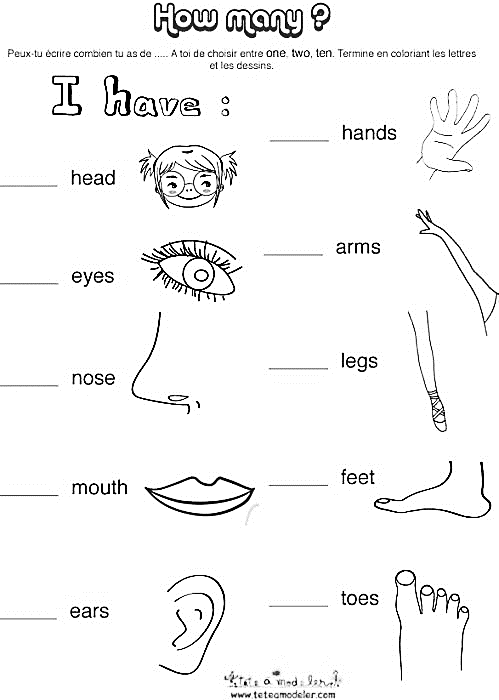 How many ?
Peux-tu écrire combien tu as de ..... A toi de choisir entre one, two, ten. Termine en coloriant les lettres
et les dessins.
I have :
______ head
______ eyes
______ nose
______ mouth
______ ears
______ hands
______ arms
______ legs
______ feet
______ toes
tête à modeler
www.teteamodeler.com